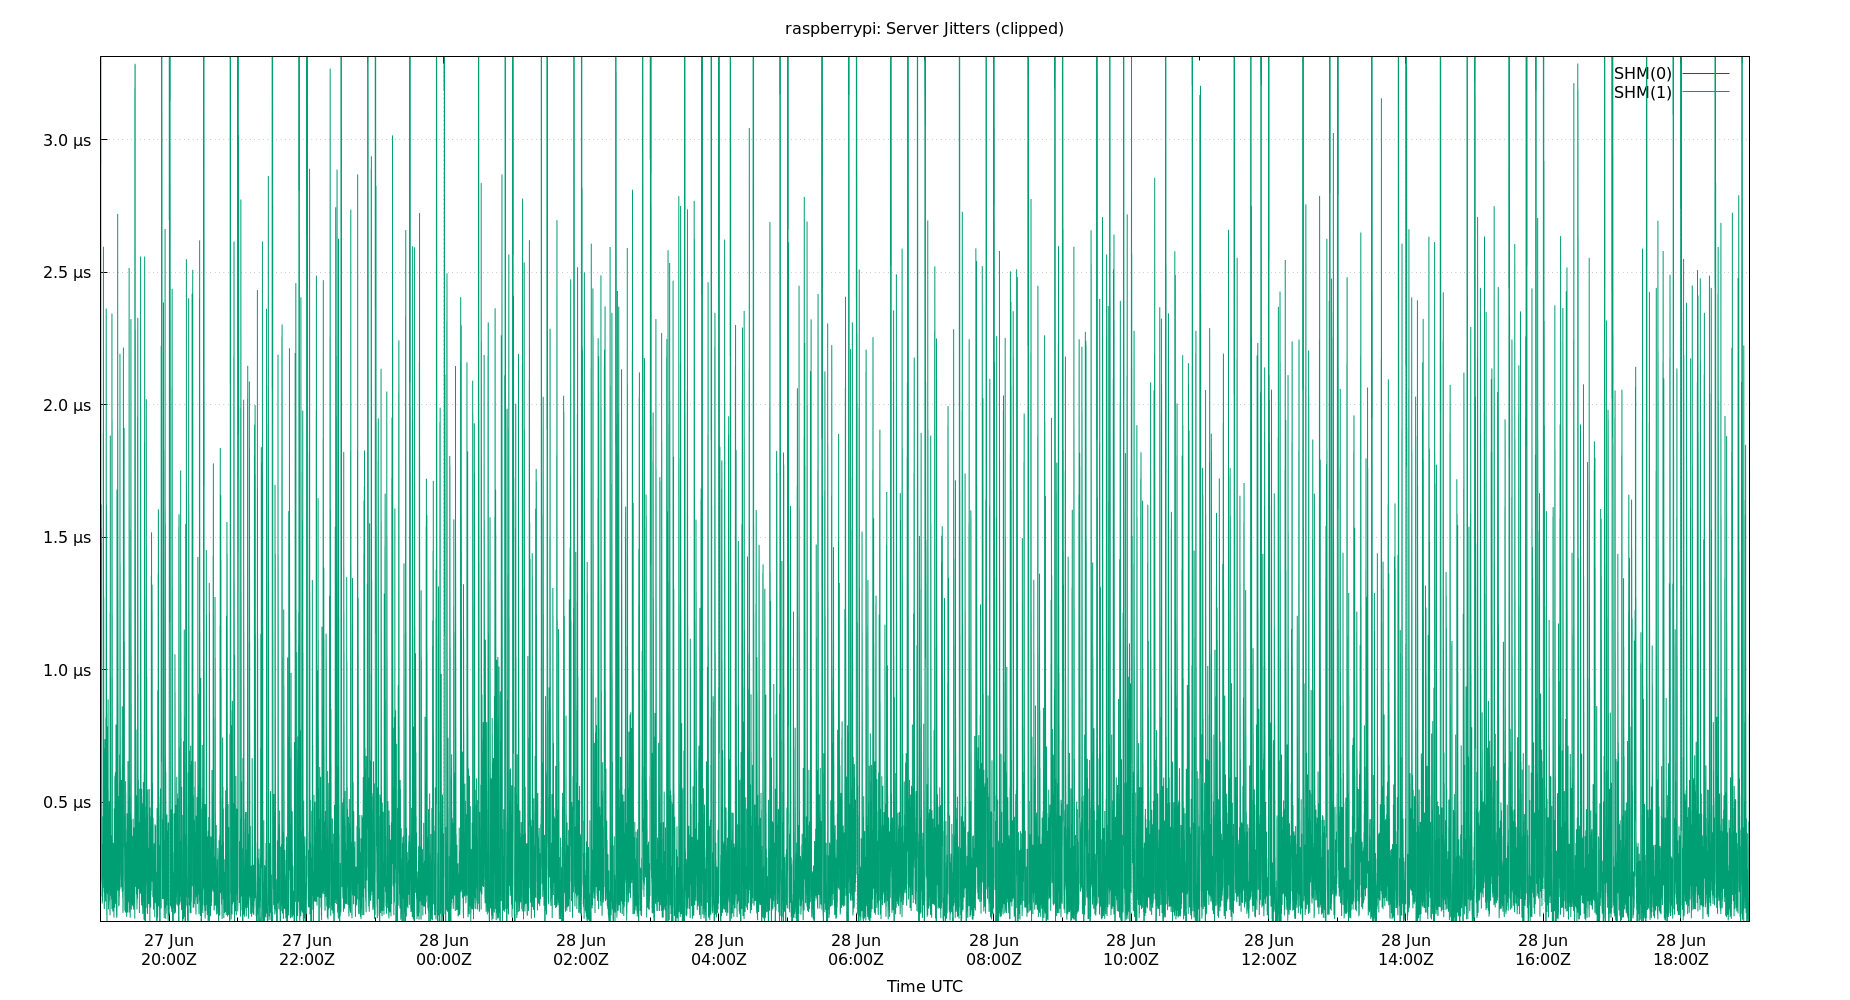 raspberrypi: Server Jitters (clipped)
SHM(0)
SHM(1)
3.0 µs
2.5 µs
2.0 µs
1.5 µs
1.0 µs
0.5 µs
27 Jun 27 Jun 28 Jun 28 Jun 28 Jun 28 Jun 28 Jun 28 Jun 28 Jun 28 Jun 28 Jun 28 Jun
20:00Z 22:00Z 00:00Z 02:00Z 04:00Z 06:00Z 08:00Z 10:00Z 12:00Z 14:00Z 16:00Z 18:00Z
Time UTC